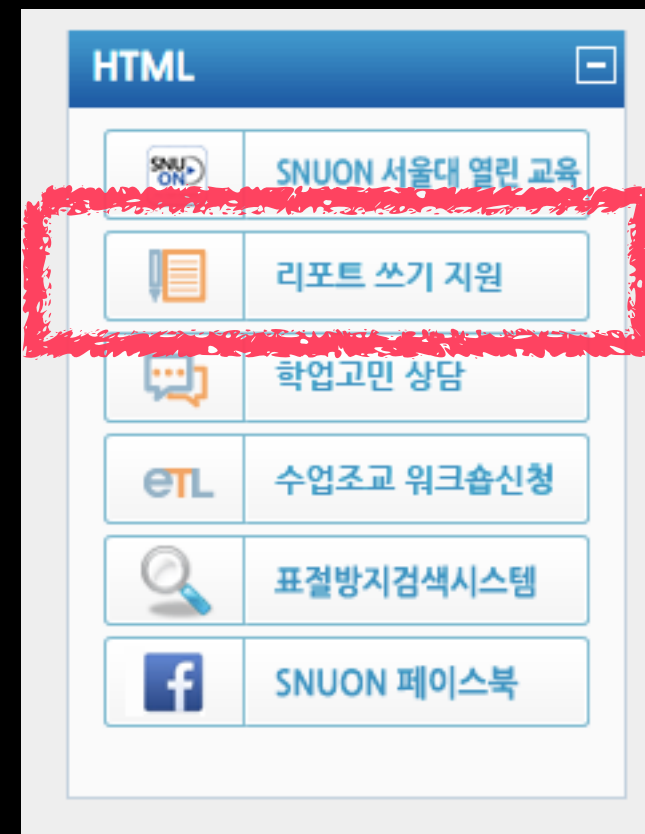 HTML
SNU ON
SNUON 서울대 열린 교육
리포트 쓰기 지원
학업고민 상담
eTL
수업조교 워크숍신청
표절방지검색시스템
f
SNUON 페이스북